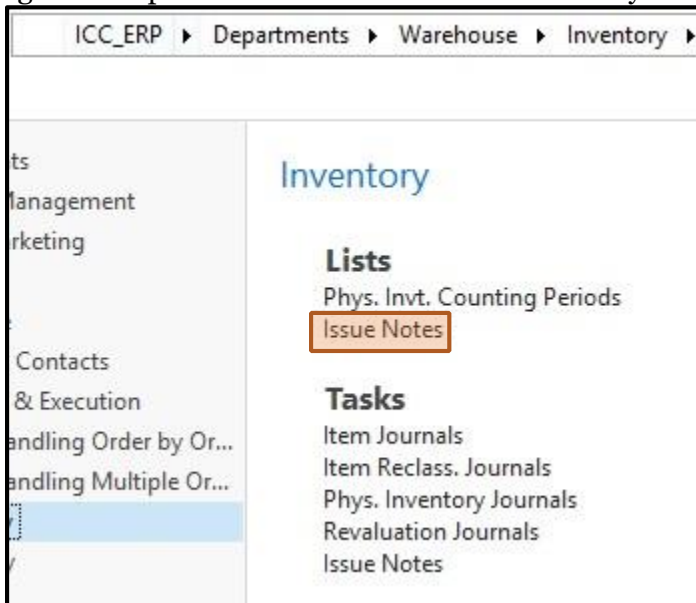 ICC_ERP ▸ Departments ▸ Warehouse ▸ Inventory ▸
ts
Management
rketing
Contacts
& Execution
andling Order by Or...
andling Multiple Or...
Inventory
Lists
Phys. Invt. Counting Periods
Issue Notes
Tasks
Item Journals
Item Reclass. Journals
Phys. Inventory Journals
Revaluation Journals
Issue Notes